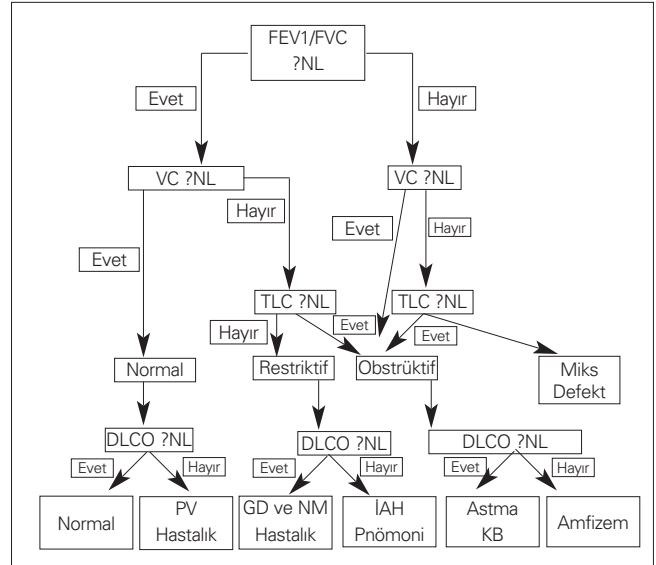 FEV1/FVC
?NL
Evet
Hayır
VC ?NL
VC ?NL
Hayır
Evet
Hayır
Evet
TLC ?NL
TLC ?NL
Hayır
Evet
Evet
Normal
Restriktif
Obstrüktif
Miks
Defekt
DLCO ?NL
DLCO ?NL
DLCO ?NL
Evet
Hayır
Evet
Hayır
Evet
Hayır
Normal
PV
Hastalık
GD ve NM
Hastalık
İAH
Pnömoni
Astma
KB
Amfizem